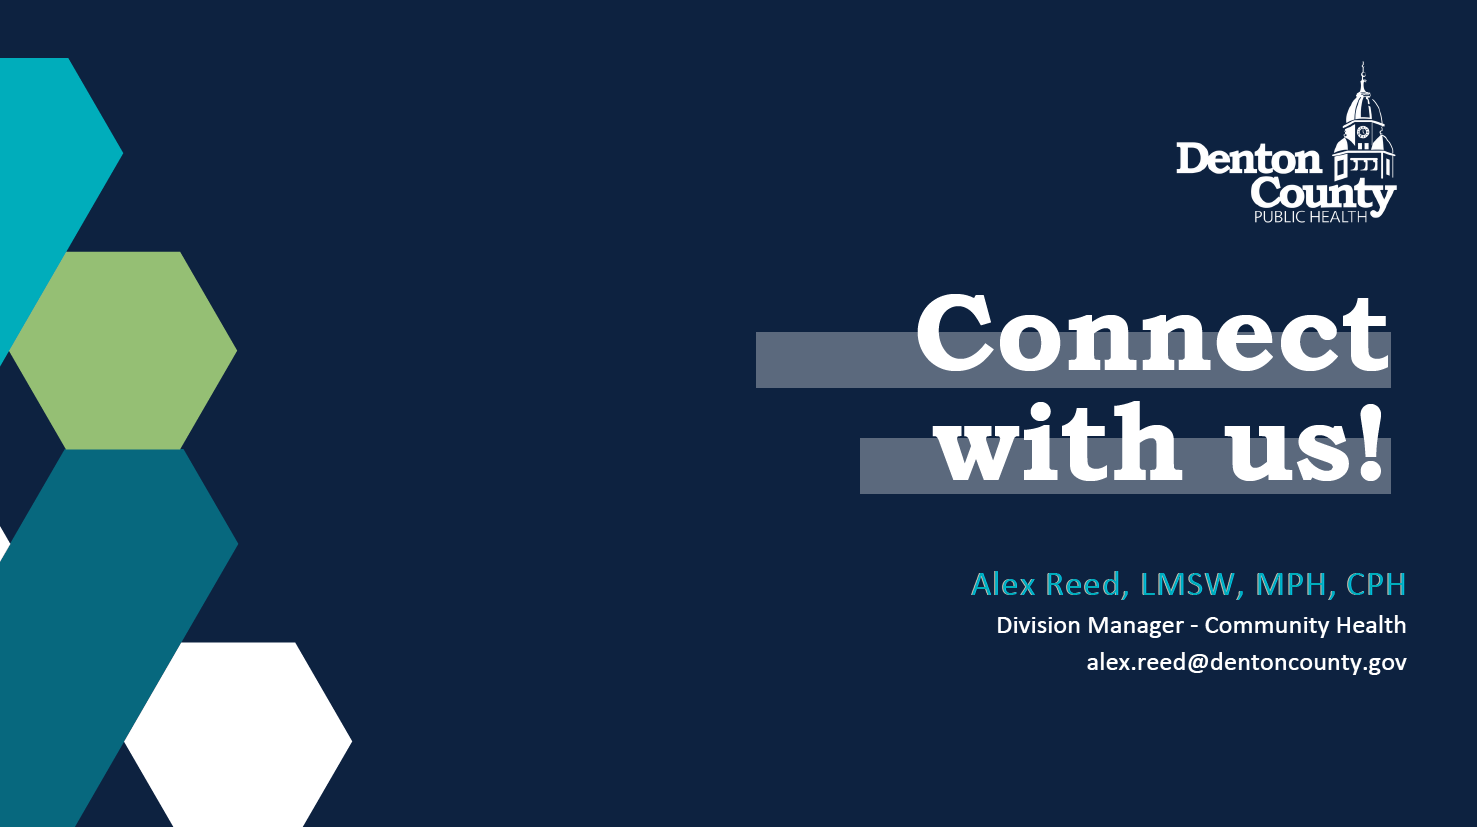 Denton
County
PUBLIC HEALTH
Connect
with us!
Alex Reed, LMSW, MPH, CPH
Division Manager - Community Health
alex.reed@dentoncounty.gov